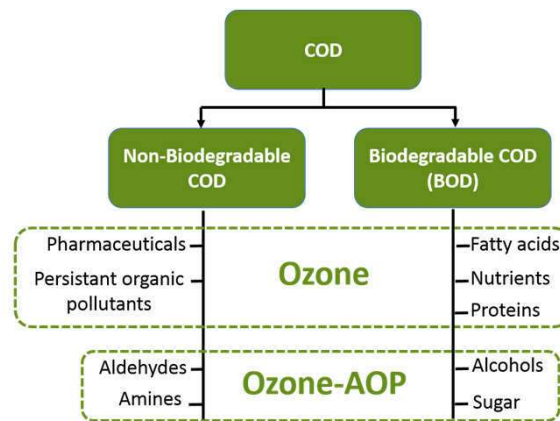 COD
Non-Biodegradable
COD
Biodegradable COD
(BOD)
Pharmaceuticals
Persistant organic
pollutants
Ozone
Fatty acids
Nutrients
Proteins
Aldehydes
Amines
Ozone-AOP
Alcohols
Sugar